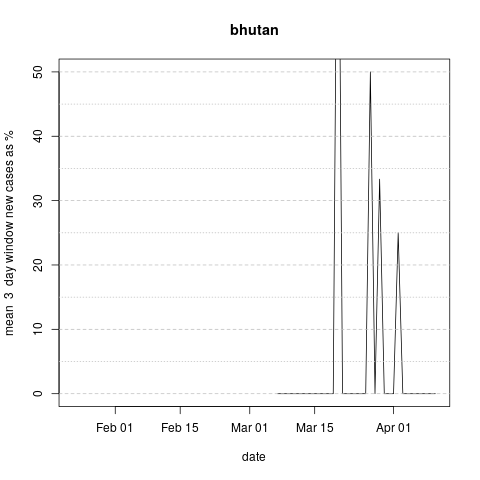 bhutan
mean  3  day window new cases as %
50
40
30
20
10
0
Feb 01
Feb 15
Mar 01
Mar 15
Apr 01
date